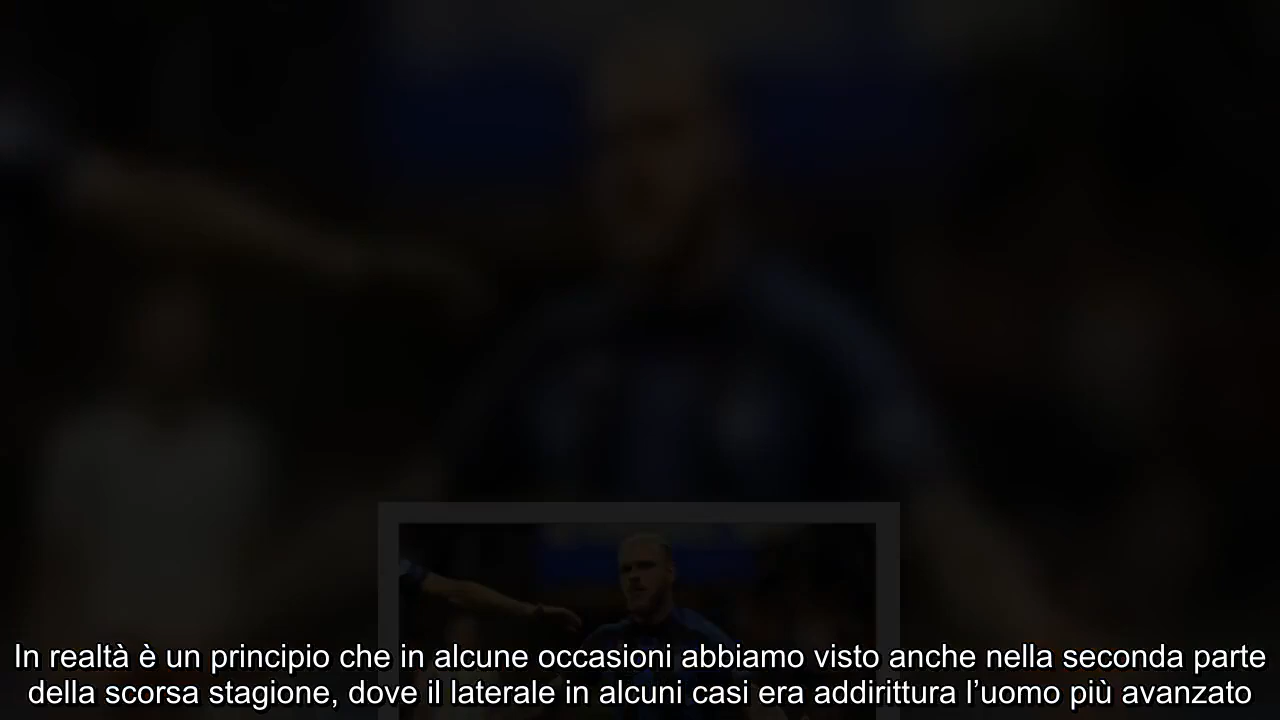 In realtà è un principio che in alcune occasioni abbiamo visto anche nella seconda parte
della scorsa stagione, dove il laterale in alcuni casi era addirittura l’uomo più avanzato